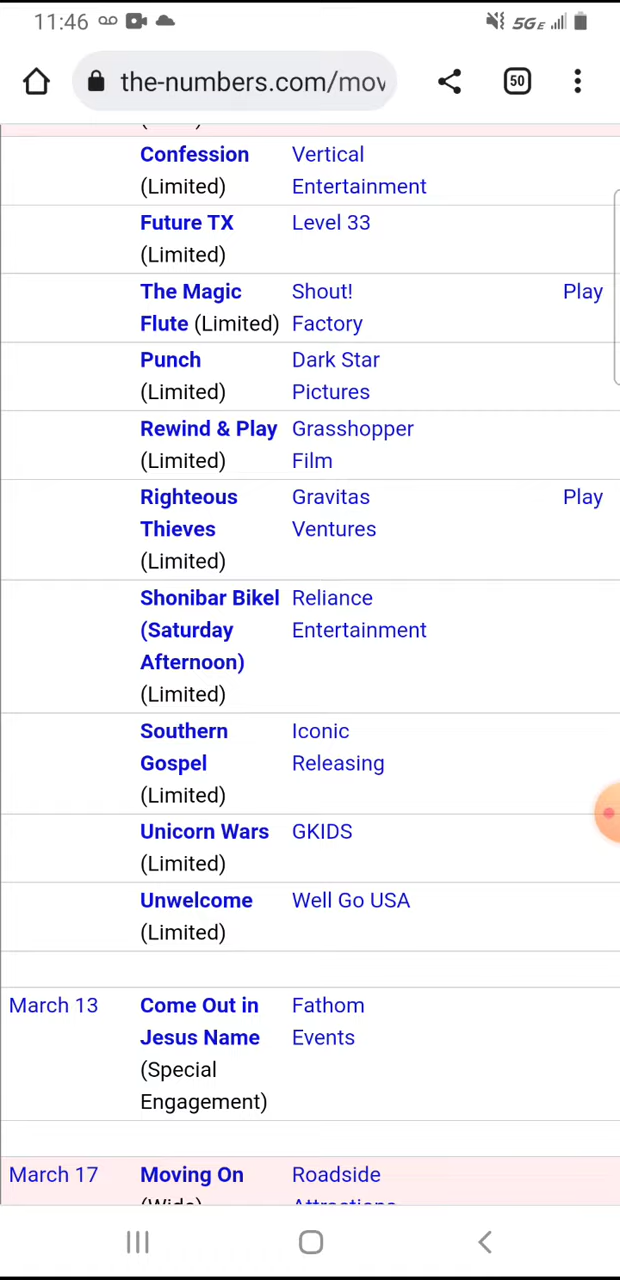 11:46
5GE
the-numbers.com/mov
50
Confession Vertical
(Limited) Entertainment
Future TX Level 33
(Limited)
The Magic Shout! Play
Flute (Limited) Factory
Punch Dark Star
(Limited) Pictures
Rewind & Play Grasshopper
(Limited) Film
Righteous Gravitas Play
Thieves Ventures
(Limited)
Shonibar Bikel Reliance
(Saturday Entertainment
Afternoon)
(Limited)
Southern Iconic
Gospel Releasing
(Limited)
Unicorn Wars GKIDS
(Limited)
Unwelcome Well Go USA
(Limited)
March 13 Come Out in Fathom
Jesus Name Events
(Special
Engagement)
March 17 Moving On Roadside
(Wide) Attractions